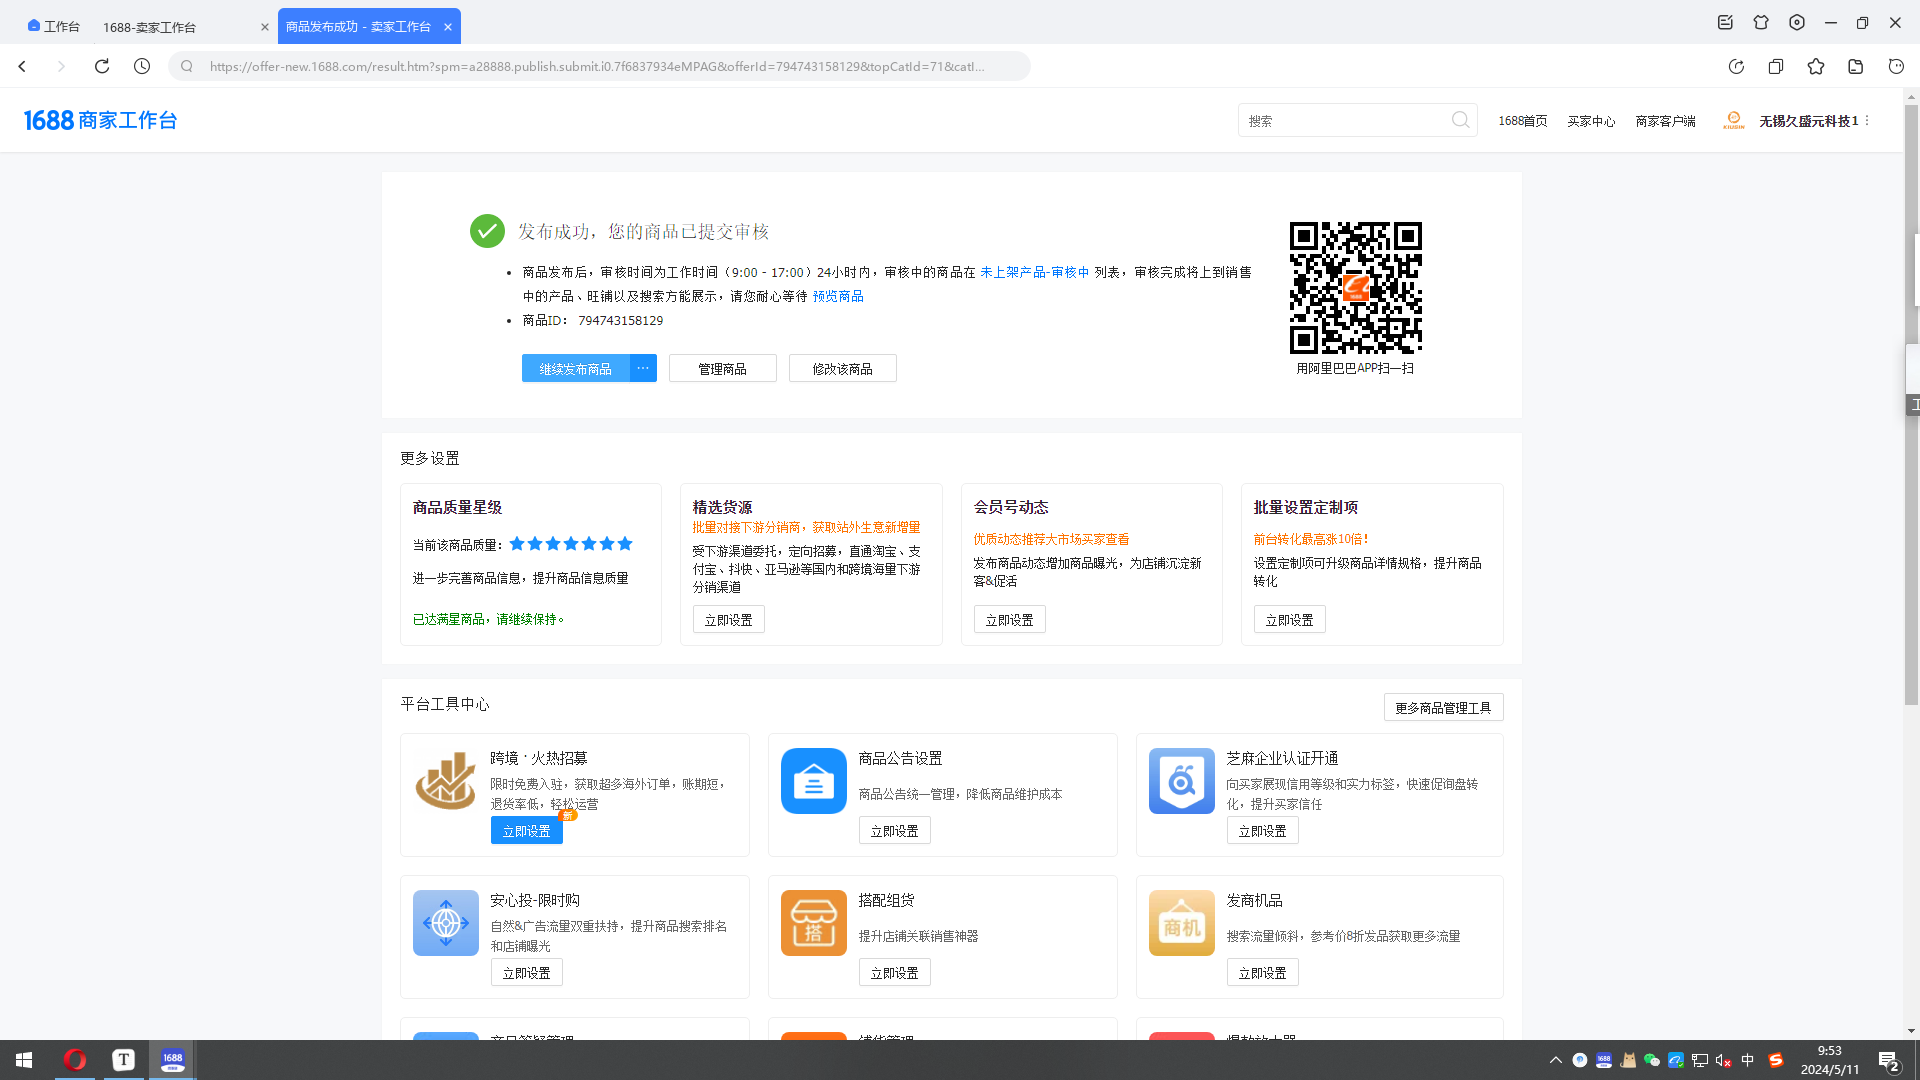 工作台
1688-卖家工作台
商品发布成功 - 卖家工作台
https://offer-new.1688.com/result.htm?spm=a28888.publish.submit.i0.7f6837934eMPAG&offerId=794743158129&topCatId=71&catI...
1688 商家工作台
搜索
1688首页
买家中心
商家客户端
无锡久盛元科技1
发布成功，您的商品已提交审核
商品发布后，审核时间为工作时间（9:00 - 17:00）24小时内，审核中的商品在 未上架产品-审核中 列表，审核完成将上到销售
中的产品、旺铺以及搜索方能展示，请您耐心等待 预览商品
商品ID： 794743158129
继续发布商品 ···
管理商品
修改该商品
用阿里巴巴APP扫一扫
更多设置
商品质量星级
当前该商品质量：
进一步完善商品信息，提升商品信息质量
已达满星商品，请继续保持。
精选货源
批量对接下游分销商，获取站外生意新增量
受下游渠道委托，定向招募，直通淘宝、支
付宝、抖快、亚马逊等国内和跨境海量下游
分销渠道
立即设置
会员号动态
优质动态推荐大市场买家查看
发布商品动态增加商品曝光，为店铺沉淀新
客&促活
立即设置
批量设置定制项
前台转化最高涨10倍！
设置定制项可升级商品详情规格，提升商品
转化
立即设置
平台工具中心
更多商品管理工具
跨境·火热招募
限时免费入驻，获取超多海外订单，账期短，
退货率低，轻松运营
新
立即设置
商品公告设置
商品公告统一管理，降低商品维护成本
立即设置
芝麻企业认证开通
向买家展现信用等级和实力标签，快速促询盘转
化，提升买家信任
立即设置
安心投-限时购
自然&广告流量双重扶持，提升商品搜索排名
和店铺曝光
立即设置
搭
搭配组货
提升店铺关联销售神器
立即设置
商机
发商机品
搜索流量倾斜，参考价8折发品获取更多流量
立即设置
T
1688
1688
中
9:53
2024/5/11
2